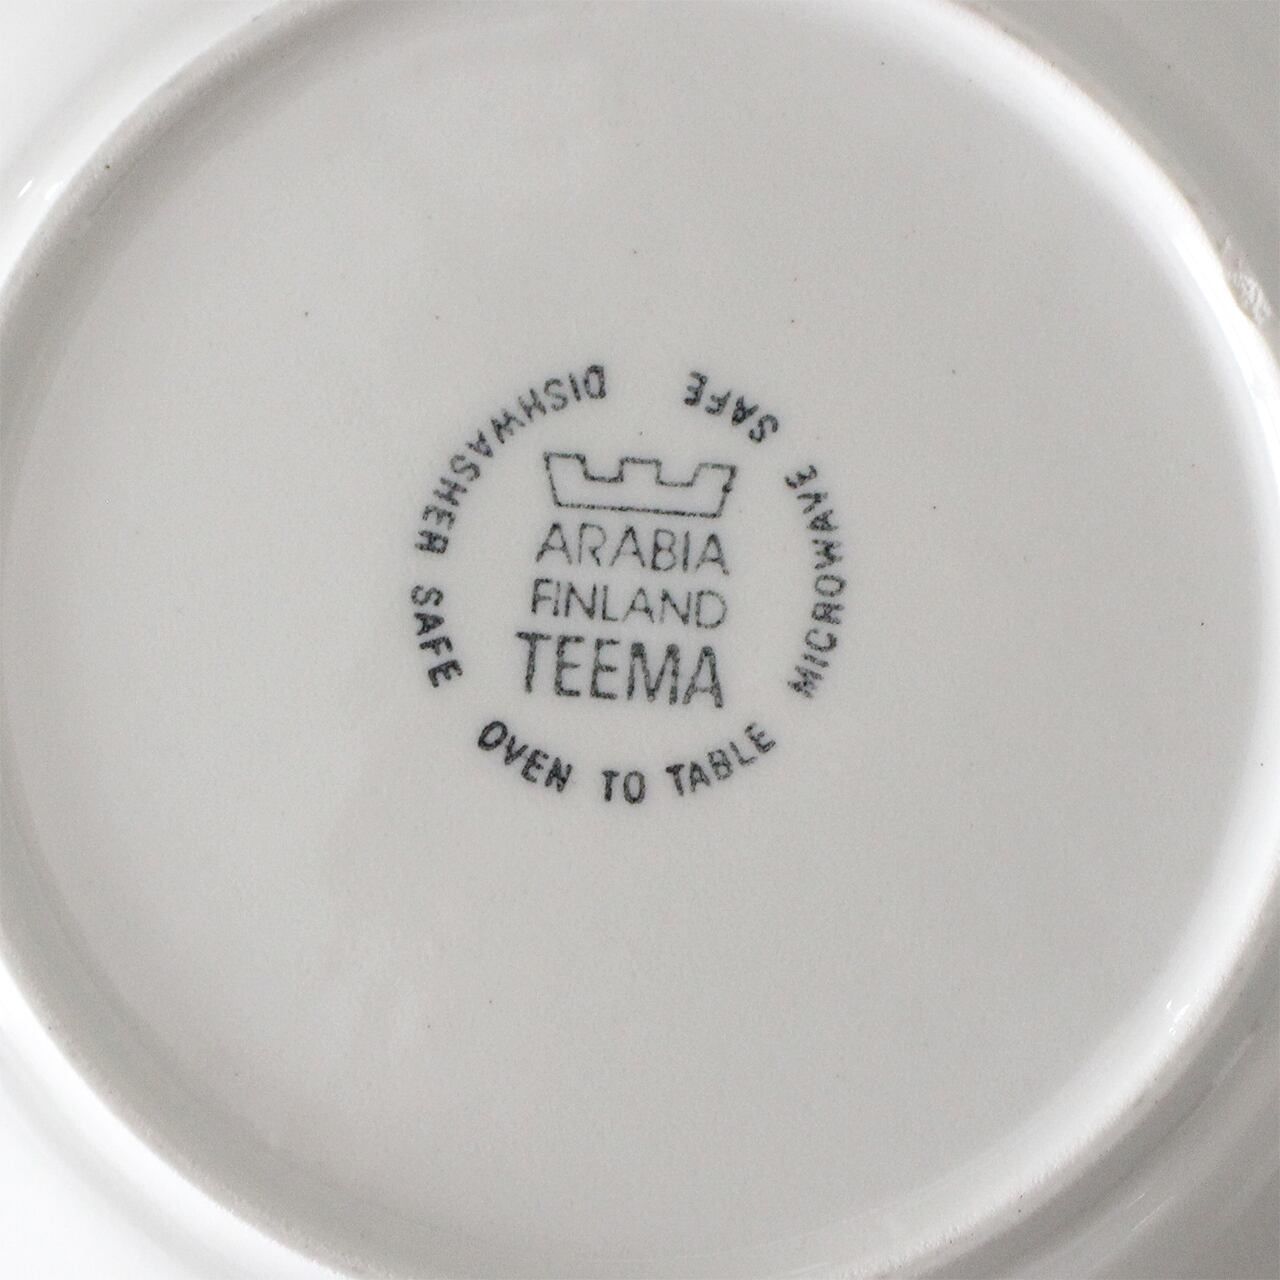 ARABIA
FINLAND
TEEMA
DISHWASHER SAFE
OVEN TO TABLE
MICROWAVE SAFE